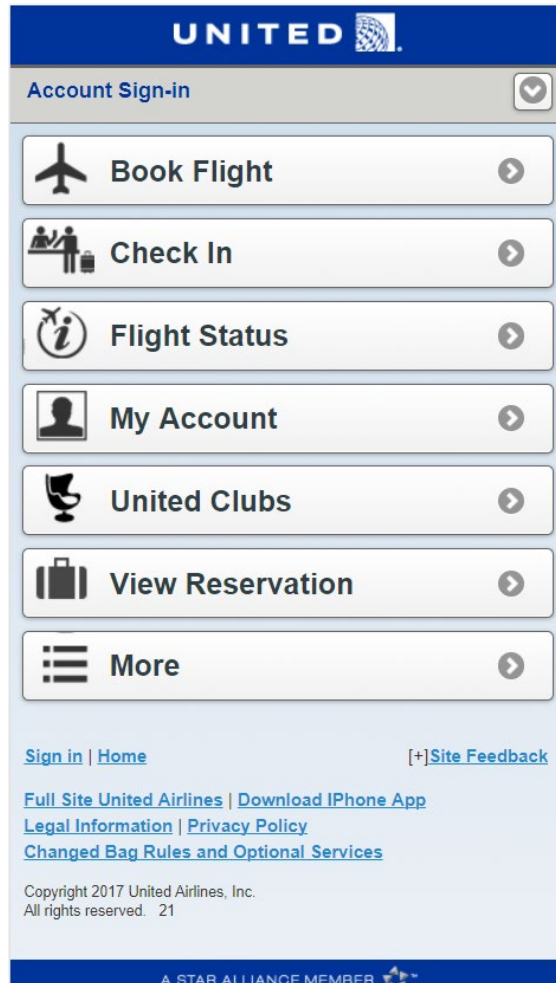 UNITED
Account Sign-in
Book Flight
Check In
Flight Status
My Account
United Clubs
View Reservation
More
Sign in | Home [+]Site Feedback
Full Site United Airlines | Download IPhone App
Legal Information | Privacy Policy
Changed Bag Rules and Optional Services
Copyright 2017 United Airlines, Inc.
All rights reserved. 21
A STAR ALLIANCE MEMBER